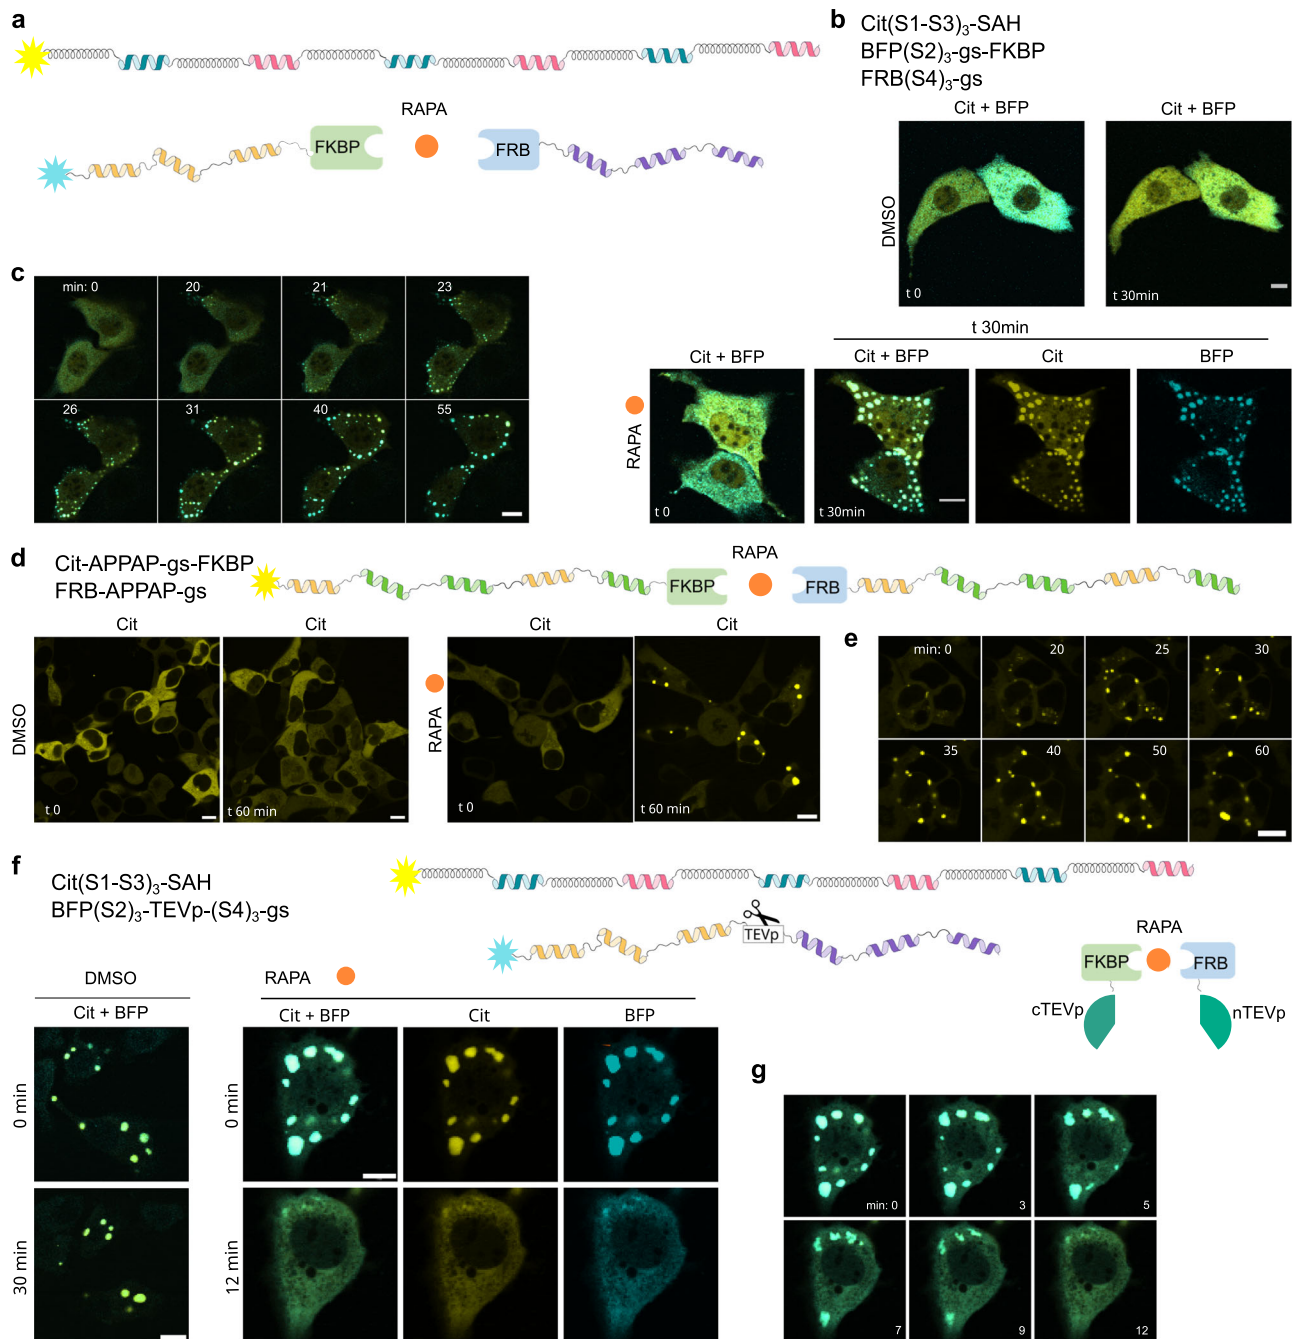 a
RAPA
FKBP
FRB
b
Cit(S1-S3)₃-SAH
BFP(S2)₃-gs-FKBP
FRB(S4)₃-gs
Cit + BFP
Cit + BFP
DMSO
t 0
t 30min
c
min: 0
20
21
23
26
31
40
55
t 30min
Cit + BFP
Cit + BFP
Cit
BFP
RAPA
t 0
t 30min
d
Cit-APPAP-gs-FKBP
FRB-APPAP-gs
RAPA
FKBP
FRB
Cit
Cit
Cit
Cit
DMSO
t 0
t 60 min
RAPA
t 0
t 60 min
e
min: 0
20
25
30
35
40
50
60
f
Cit(S1-S3)₃-SAH
BFP(S2)₃-TEVp-(S4)₃-gs
TEVp
RAPA
FKBP
FRB
cTEVp
nTEVp
DMSO
Cit + BFP
RAPA
Cit + BFP
Cit
BFP
0 min
30 min
0 min
12 min
g
min: 0
3
5
7
9
12